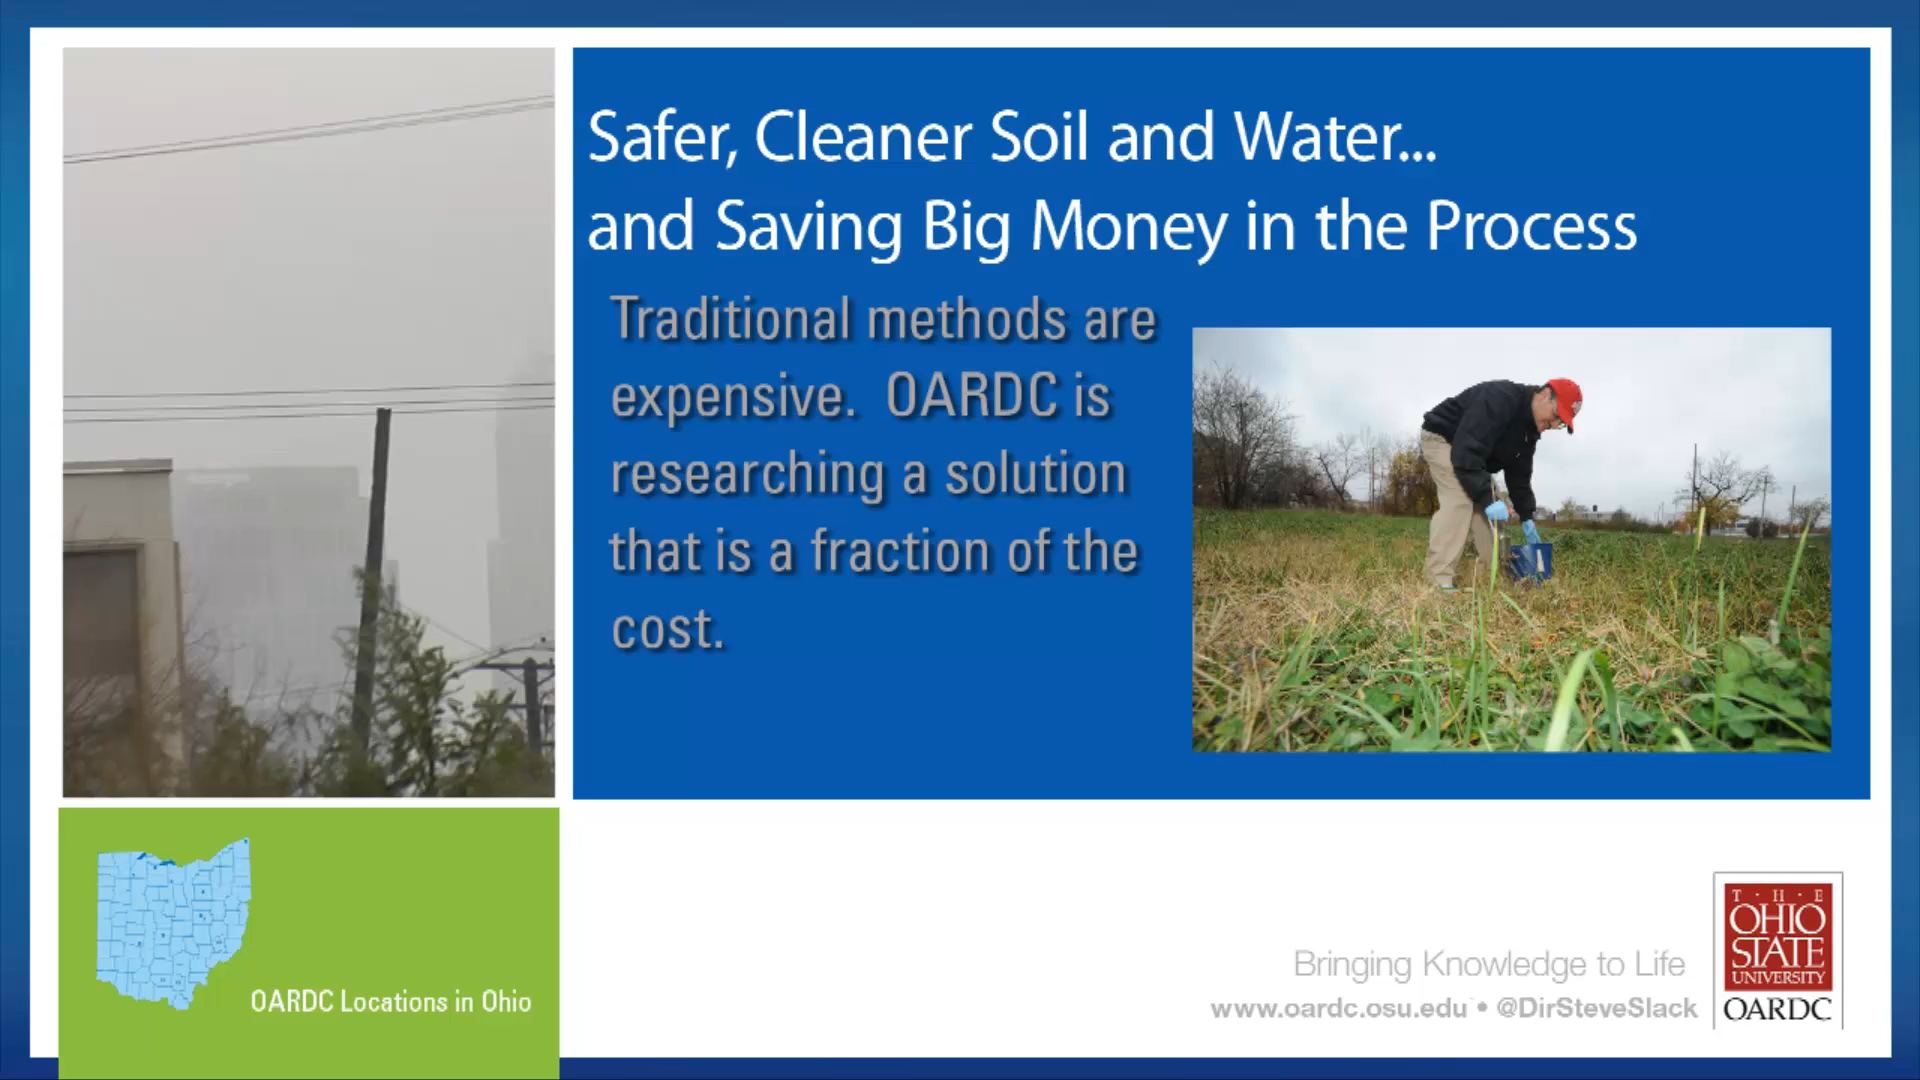 Safer, Cleaner Soil and Water...
and Saving Big Money in the Process
Traditional methods are
expensive. OARDC is
researching a solution
that is a fraction of the
cost.
OARDC Locations in Ohio
Bringing Knowledge to Life
www.oardc.osu.edu • @DirSteveSlack
T · H · E
OHIO
STATE
UNIVERSITY
OARDC